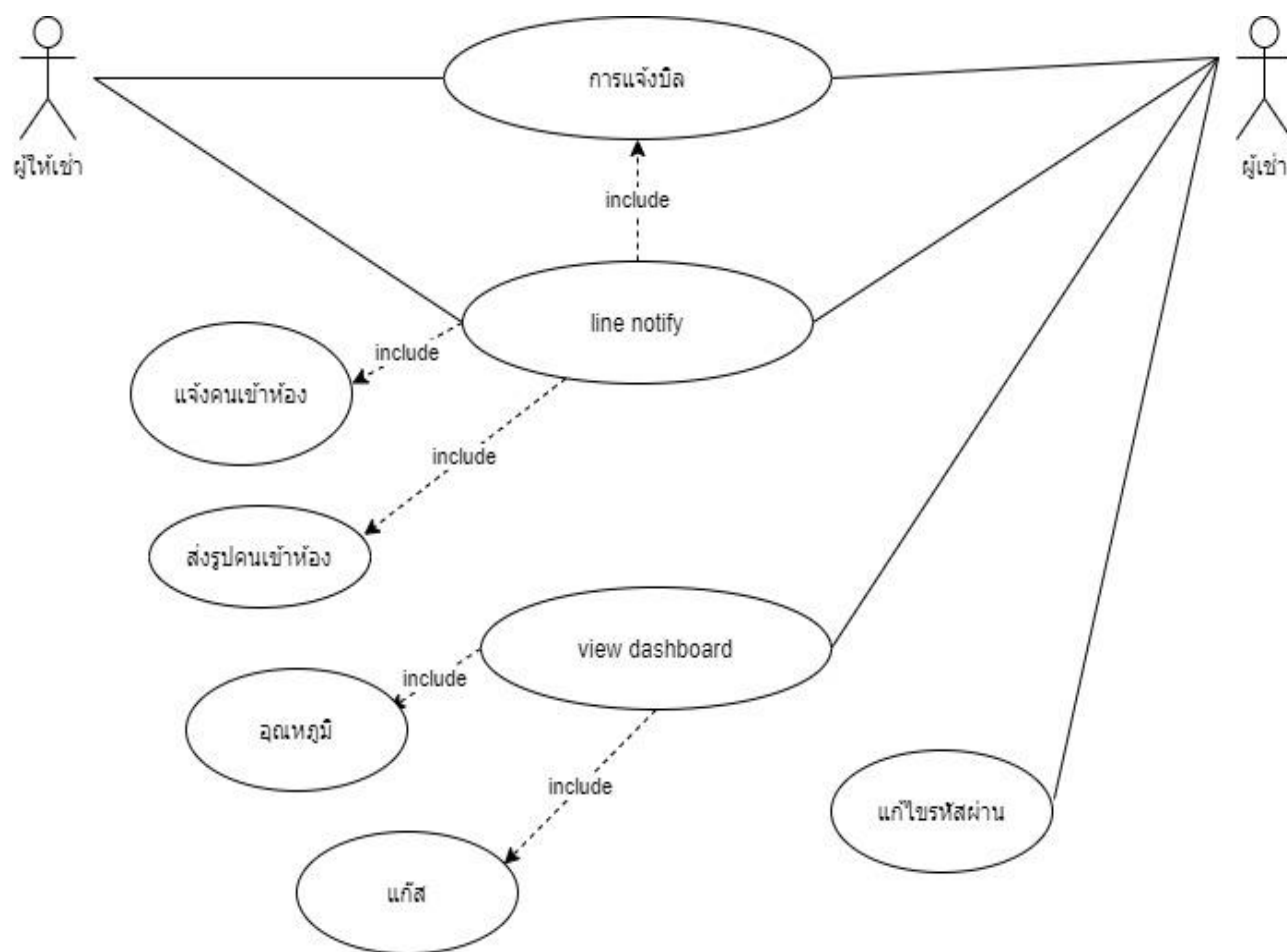 การแจ้งบิล
ผู้ให้เช่า
ผู้เช่า
include
line notify
include
แจ้งคนเข้าห้อง
include
ส่งรูปคนเข้าห้อง
view dashboard
include
อุณหภูมิ
include
แก้ไขรหัสผ่าน
แก๊ส